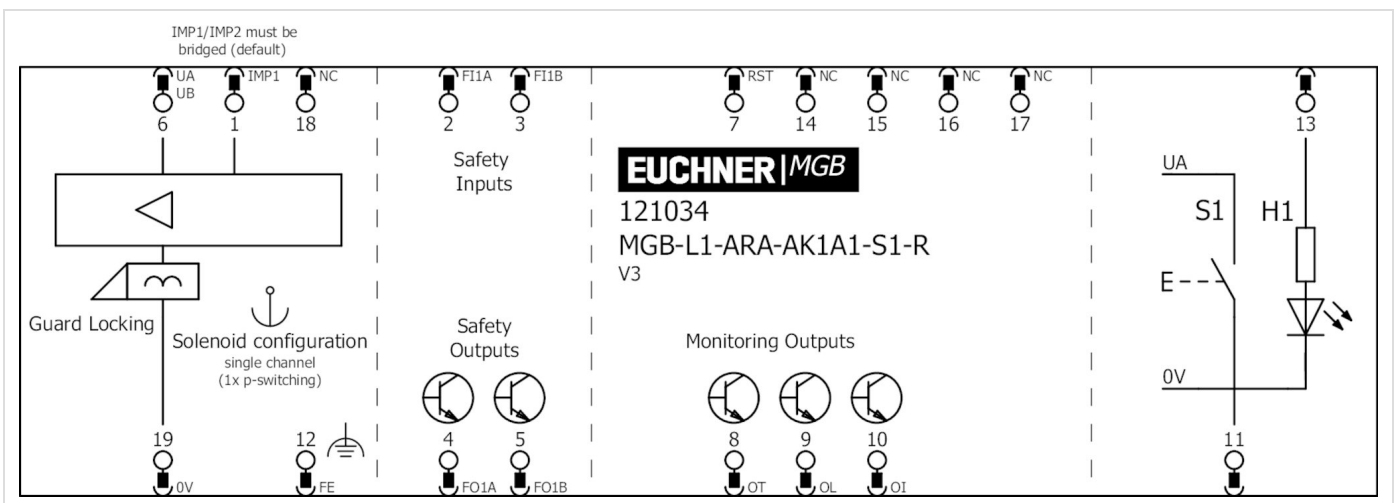 IMP1/IMP2 must be
bridged (default)
UA
UB
IMP1
NC
FI1A
FI1B
RST
NC
NC
NC
NC
6
1
18
2
3
7
14
15
16
17
13
Safety
Inputs
EUCHNER MGB
121034
MGB-L1-ARA-AK1A1-S1-R
V3
UA
S1
H1
E
0V
Guard Locking
Solenoid configuration
single channel
(1x p-switching)
Safety
Outputs
Monitoring Outputs
19
12
4
5
8
9
10
11
0V
FE
FO1A
FO1B
OT
OL
OI